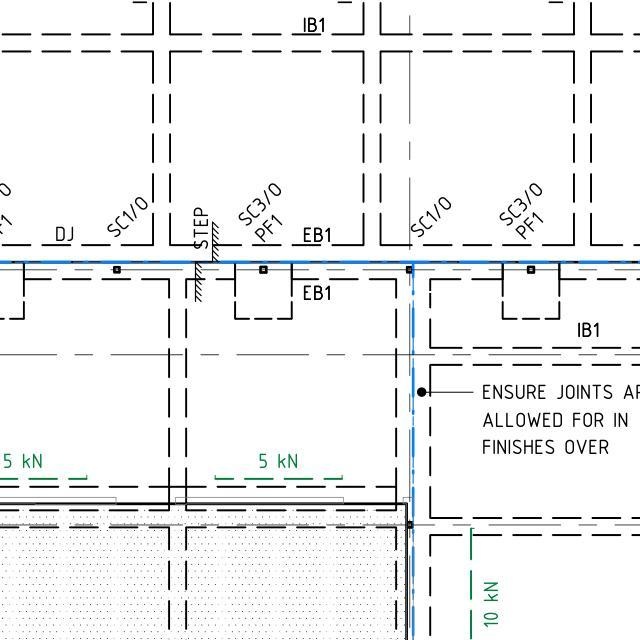 IB1
0
F1
DJ
SC1/0
STEP
SC3/0
PF1
EB1
SC1/0
SC3/0
PF1
EB1
IB1
ENSURE JOINTS AR
ALLOWED FOR IN
FINISHES OVER
5 kN
5 kN
10 kN